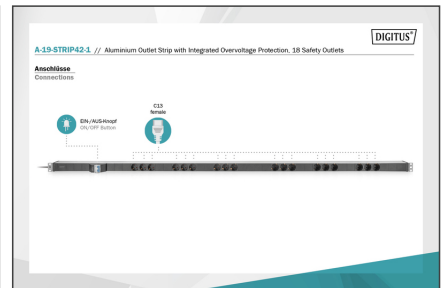 DIGITUS®
A-19-STRIP42-1 // Aluminium Outlet Strip with Integrated Overvoltage Protection, 18 Safety Outlets
Anschlüsse
Connections
C13
female
EIN-/AUS-Knopf
ON/OFF Button